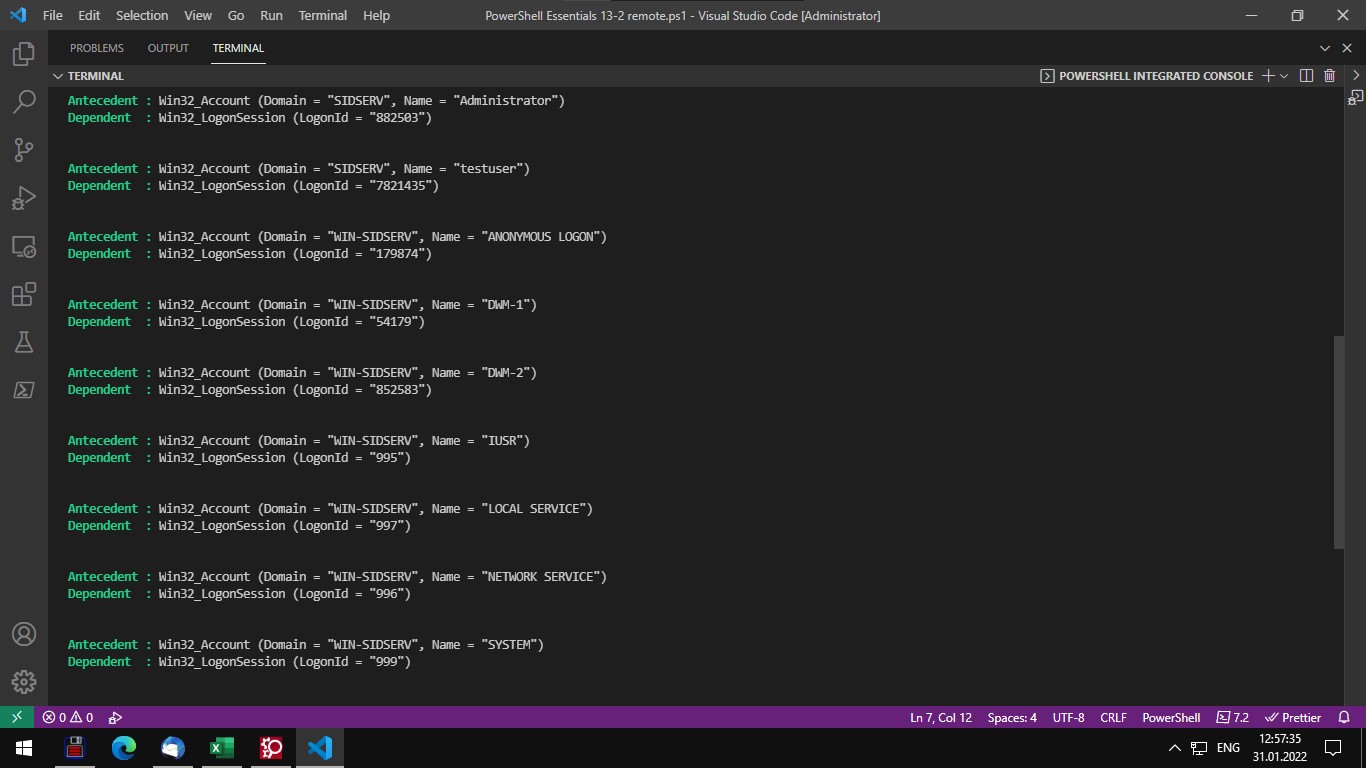 File Edit Selection View Go Run Terminal Help PowerShell Essentials 13-2 remote.ps1 - Visual Studio Code [Administrator]
PROBLEMS OUTPUT TERMINAL
TERMINAL POWERSHELL INTEGRATED CONSOLE
Antecedent : Win32_Account (Domain = "SIDSERV", Name = "Administrator")
Dependent : Win32_LogonSession (LogonId = "882503")
Antecedent : Win32_Account (Domain = "SIDSERV", Name = "testuser")
Dependent : Win32_LogonSession (LogonId = "7821435")
Antecedent : Win32_Account (Domain = "WIN-SIDSERV", Name = "ANONYMOUS LOGON")
Dependent : Win32_LogonSession (LogonId = "179874")
Antecedent : Win32_Account (Domain = "WIN-SIDSERV", Name = "DWM-1")
Dependent : Win32_LogonSession (LogonId = "54179")
Antecedent : Win32_Account (Domain = "WIN-SIDSERV", Name = "DWM-2")
Dependent : Win32_LogonSession (LogonId = "852583")
Antecedent : Win32_Account (Domain = "WIN-SIDSERV", Name = "IUSR")
Dependent : Win32_LogonSession (LogonId = "995")
Antecedent : Win32_Account (Domain = "WIN-SIDSERV", Name = "LOCAL SERVICE")
Dependent : Win32_LogonSession (LogonId = "997")
Antecedent : Win32_Account (Domain = "WIN-SIDSERV", Name = "NETWORK SERVICE")
Dependent : Win32_LogonSession (LogonId = "996")
Antecedent : Win32_Account (Domain = "WIN-SIDSERV", Name = "SYSTEM")
Dependent : Win32_LogonSession (LogonId = "999")
0 0 Ln 7, Col 12 Spaces: 4 UTF-8 CRLF PowerShell 7.2 Prettier
ENG 12:57:35
31.01.2022